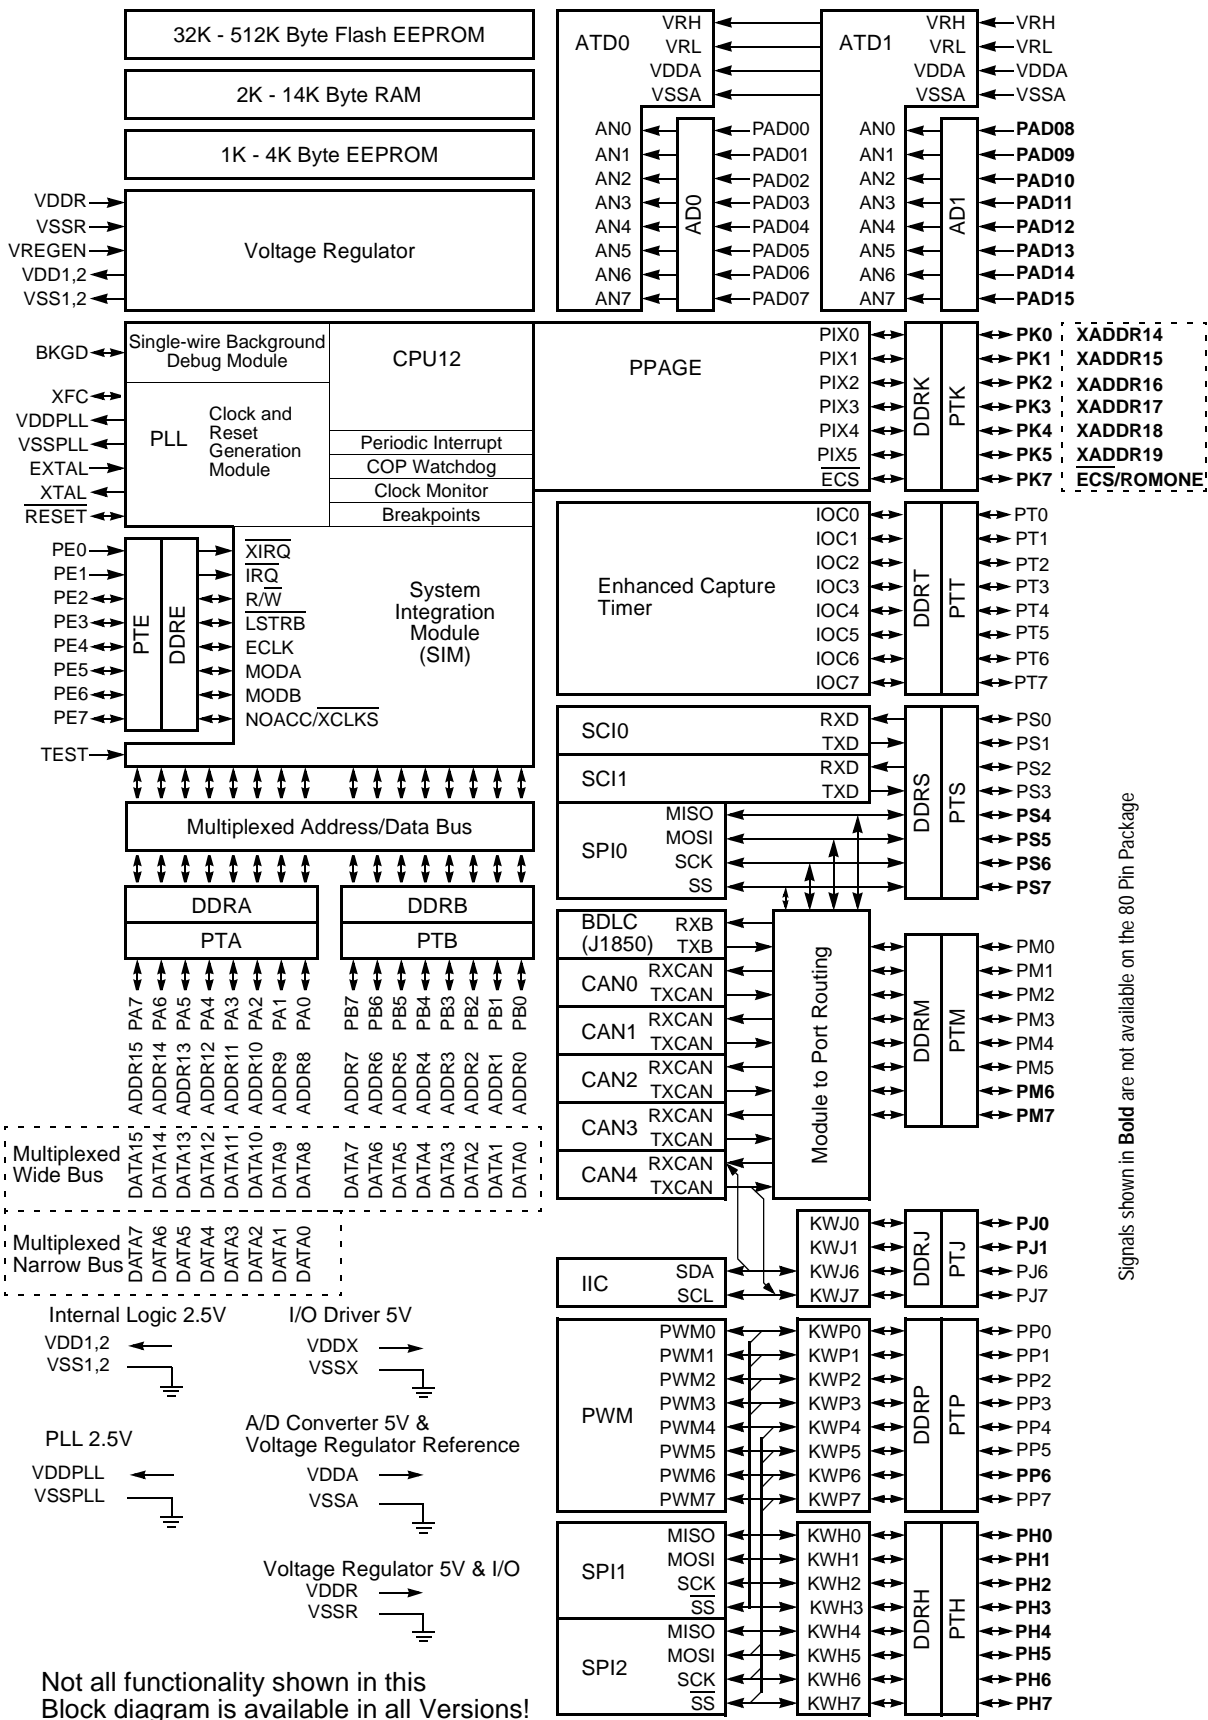 32K - 512K Byte Flash EEPROM
2K - 14K Byte RAM
1K - 4K Byte EEPROM
VDDR
VSSR
VREGEN
VDD1,2
VSS1,2
Voltage Regulator
ATD0
VRH
VRL
VDDA
VSSA
AN0
AN1
AN2
AN3
AN4
AN5
AN6
AN7
AD0
PAD00
PAD01
PAD02
PAD03
PAD04
PAD05
PAD06
PAD07
ATD1
VRH
VRL
VDDA
VSSA
VRH
VRL
VDDA
VSSA
AN0
AN1
AN2
AN3
AN4
AN5
AN6
AN7
AD1
PAD08
PAD09
PAD10
PAD11
PAD12
PAD13
PAD14
PAD15
BKGD
XFC
VDDPLL
VSSPLL
EXTAL
XTAL
RESET
Single-wire Background
Debug Module
CPU12
PLL
Clock and
Reset
Generation
Module
Periodic Interrupt
COP Watchdog
Clock Monitor
Breakpoints
PPAGE
PIX0
PIX1
PIX2
PIX3
PIX4
PIX5
ECS
DDRK
PTK
PK0 XADDR14
PK1 XADDR15
PK2 XADDR16
PK3 XADDR17
PK4 XADDR18
PK5 XADDR19
PK7 ECS/ROMONE
PE0
PE1
PE2
PE3
PE4
PE5
PE6
PE7
TEST
PTE
DDRE
XIRQ
IRQ
R/W
LSTRB
ECLK
MODA
MODB
NOACC/XCLKS
System
Integration
Module
(SIM)
Enhanced Capture
Timer
IOC0
IOC1
IOC2
IOC3
IOC4
IOC5
IOC6
IOC7
DDRT
PTT
PT0
PT1
PT2
PT3
PT4
PT5
PT6
PT7
SCI0
RXD
TXD
SCI1
RXD
TXD
SPI0
MISO
MOSI
SCK
SS
DDRS
PTS
PS0
PS1
PS2
PS3
PS4
PS5
PS6
PS7
Multiplexed Address/Data Bus
DDRA
PTA
DDRB
PTB
PA7
PA6
PA5
PA4
PA3
PA2
PA1
PA0
PB7
PB6
PB5
PB4
PB3
PB2
PB1
PB0
ADDR15
ADDR14
ADDR13
ADDR12
ADDR11
ADDR10
ADDR9
ADDR8
ADDR7
ADDR6
ADDR5
ADDR4
ADDR3
ADDR2
ADDR1
ADDR0
Multiplexed
Wide Bus
DATA15
DATA14
DATA13
DATA12
DATA11
DATA10
DATA9
DATA8
DATA7
DATA6
DATA5
DATA4
DATA3
DATA2
DATA1
DATA0
Multiplexed
Narrow Bus
DATA7
DATA6
DATA5
DATA4
DATA3
DATA2
DATA1
DATA0
BDLC
(J1850)
RXB
TXB
CAN0
RXCAN
TXCAN
CAN1
RXCAN
TXCAN
CAN2
RXCAN
TXCAN
CAN3
RXCAN
TXCAN
CAN4
RXCAN
TXCAN
Module to Port Routing
DDRM
PTM
PM0
PM1
PM2
PM3
PM4
PM5
PM6
PM7
Signals shown in Bold are not available on the 80 Pin Package
IIC
SDA
SCL
KWJ0
KWJ1
KWJ6
KWJ7
DDRJ
PTJ
PJ0
PJ1
PJ6
PJ7
PWM
PWM0
PWM1
PWM2
PWM3
PWM4
PWM5
PWM6
PWM7
KWP0
KWP1
KWP2
KWP3
KWP4
KWP5
KWP6
KWP7
DDRP
PTP
PP0
PP1
PP2
PP3
PP4
PP5
PP6
PP7
SPI1
MISO
MOSI
SCK
SS
SPI2
MISO
MOSI
SCK
SS
KWH0
KWH1
KWH2
KWH3
KWH4
KWH5
KWH6
KWH7
DDRH
PTH
PH0
PH1
PH2
PH3
PH4
PH5
PH6
PH7
Internal Logic 2.5V
VDD1,2
VSS1,2
I/O Driver 5V
VDDX
VSSX
PLL 2.5V
VDDPLL
VSSPLL
A/D Converter 5V &
Voltage Regulator Reference
VDDA
VSSA
Voltage Regulator 5V & I/O
VDDR
VSSR
Not all functionality shown in this
Block diagram is available in all Versions!